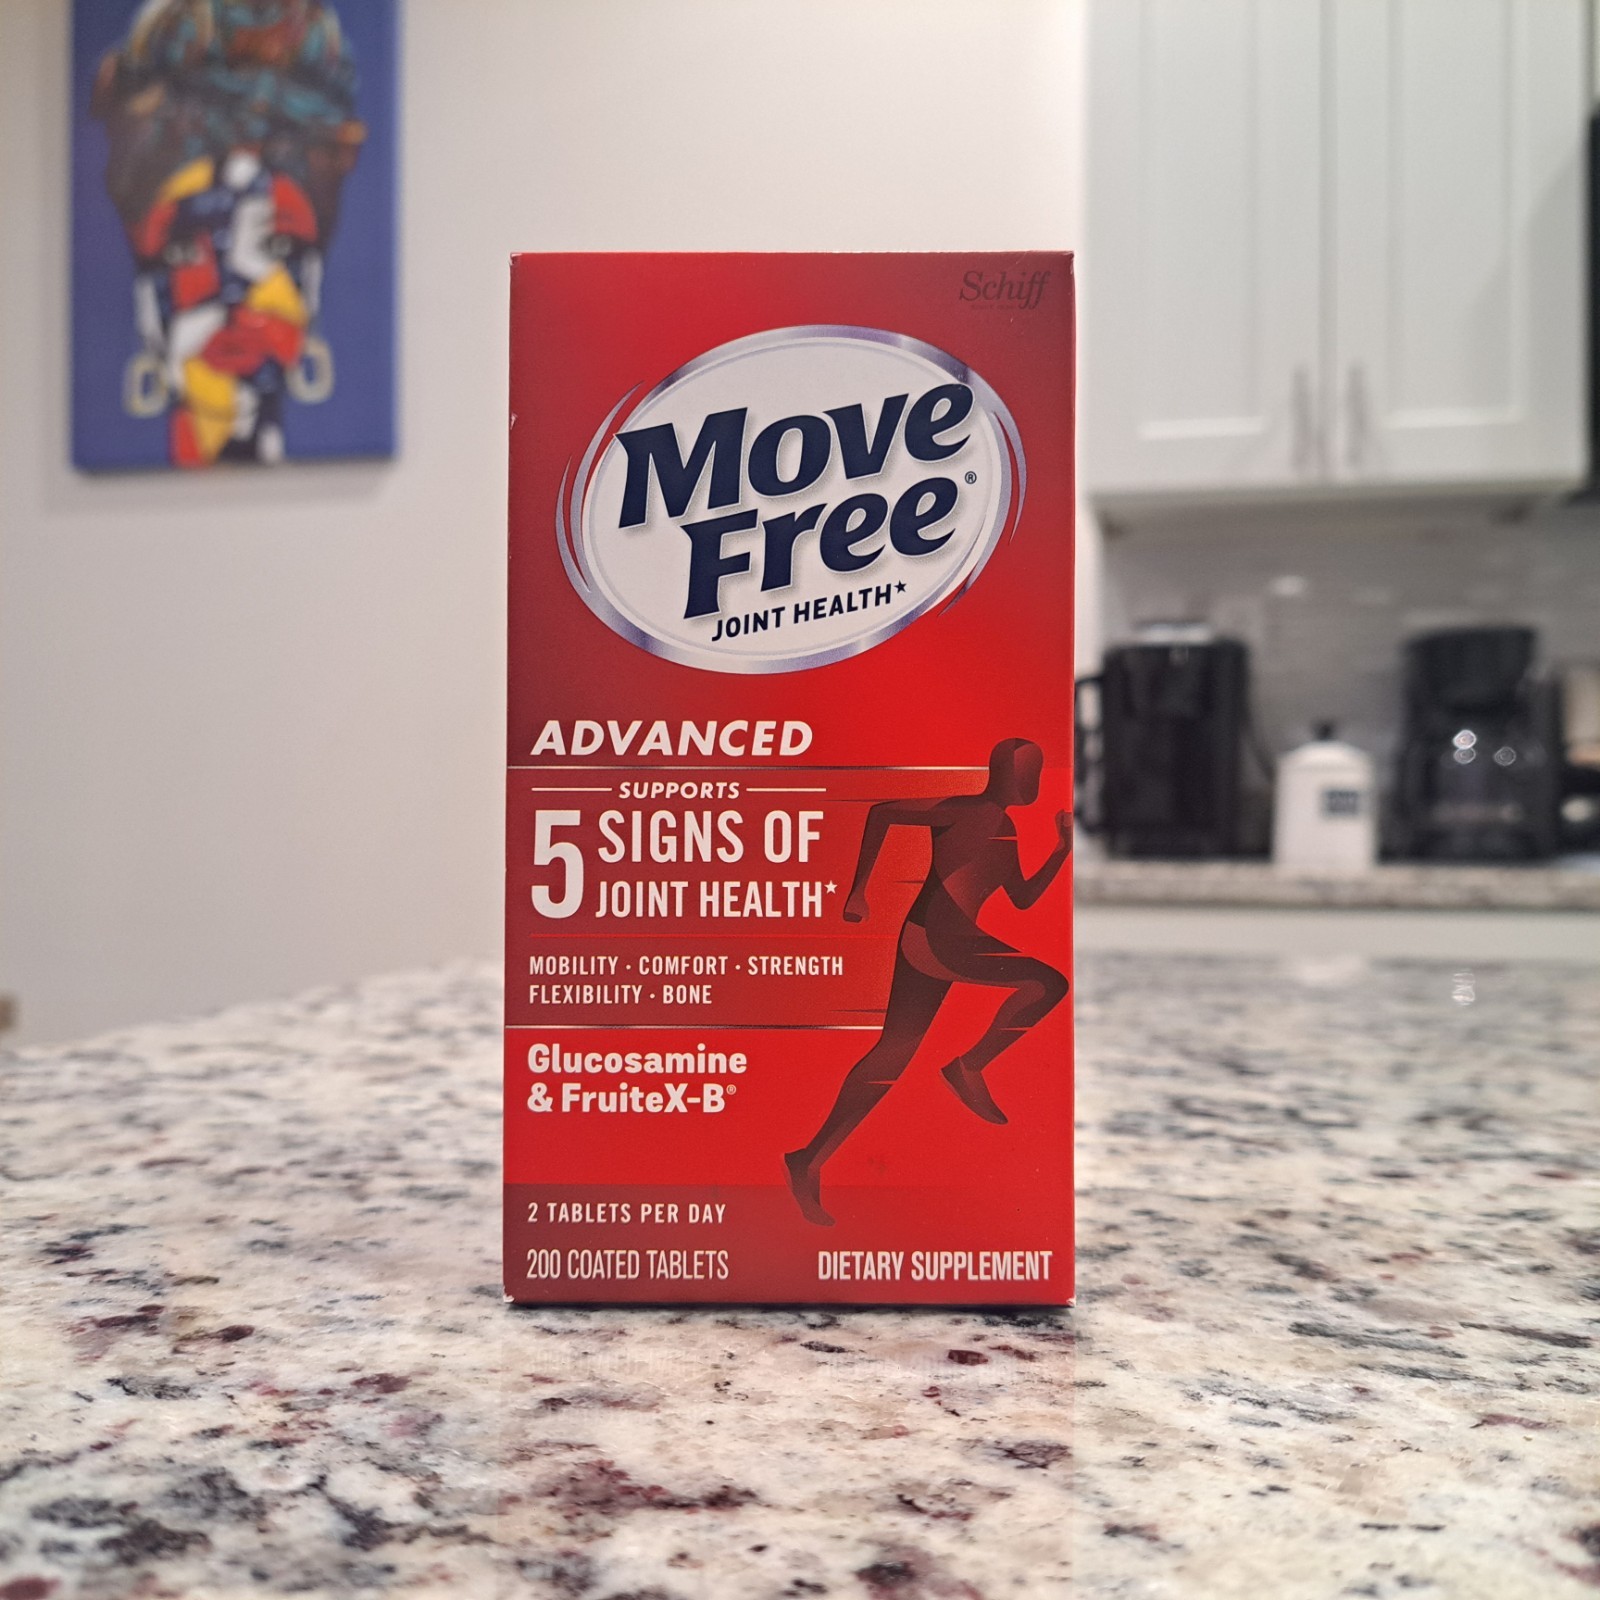 Schiff
Move
Free®
JOINT HEALTH★
ADVANCED
SUPPORTS
5 SIGNS OF
JOINT HEALTH★
MOBILITY · COMFORT · STRENGTH
FLEXIBILITY · BONE
Glucosamine
& FruiteX-B®
2 TABLETS PER DAY
200 COATED TABLETS
DIETARY SUPPLEMENT